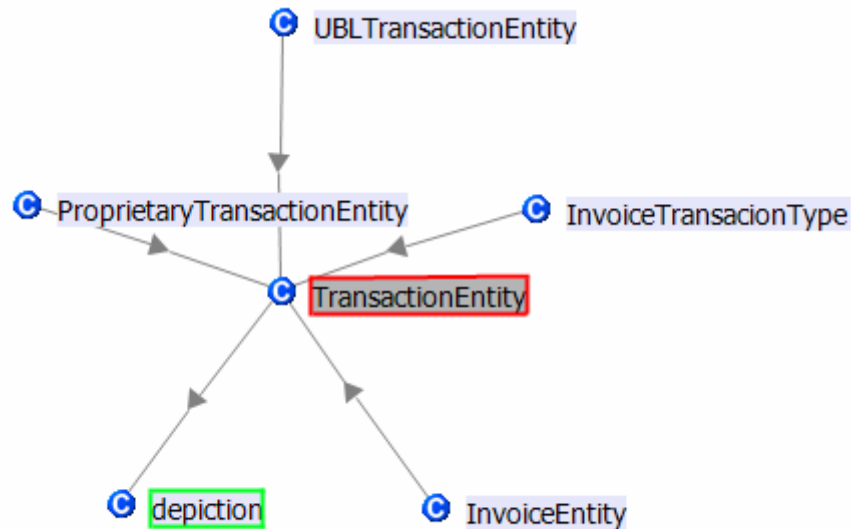 UBLTransactionEntity
ProprietaryTransactionEntity
InvoiceTransacionType
TransactionEntity
depiction
InvoiceEntity